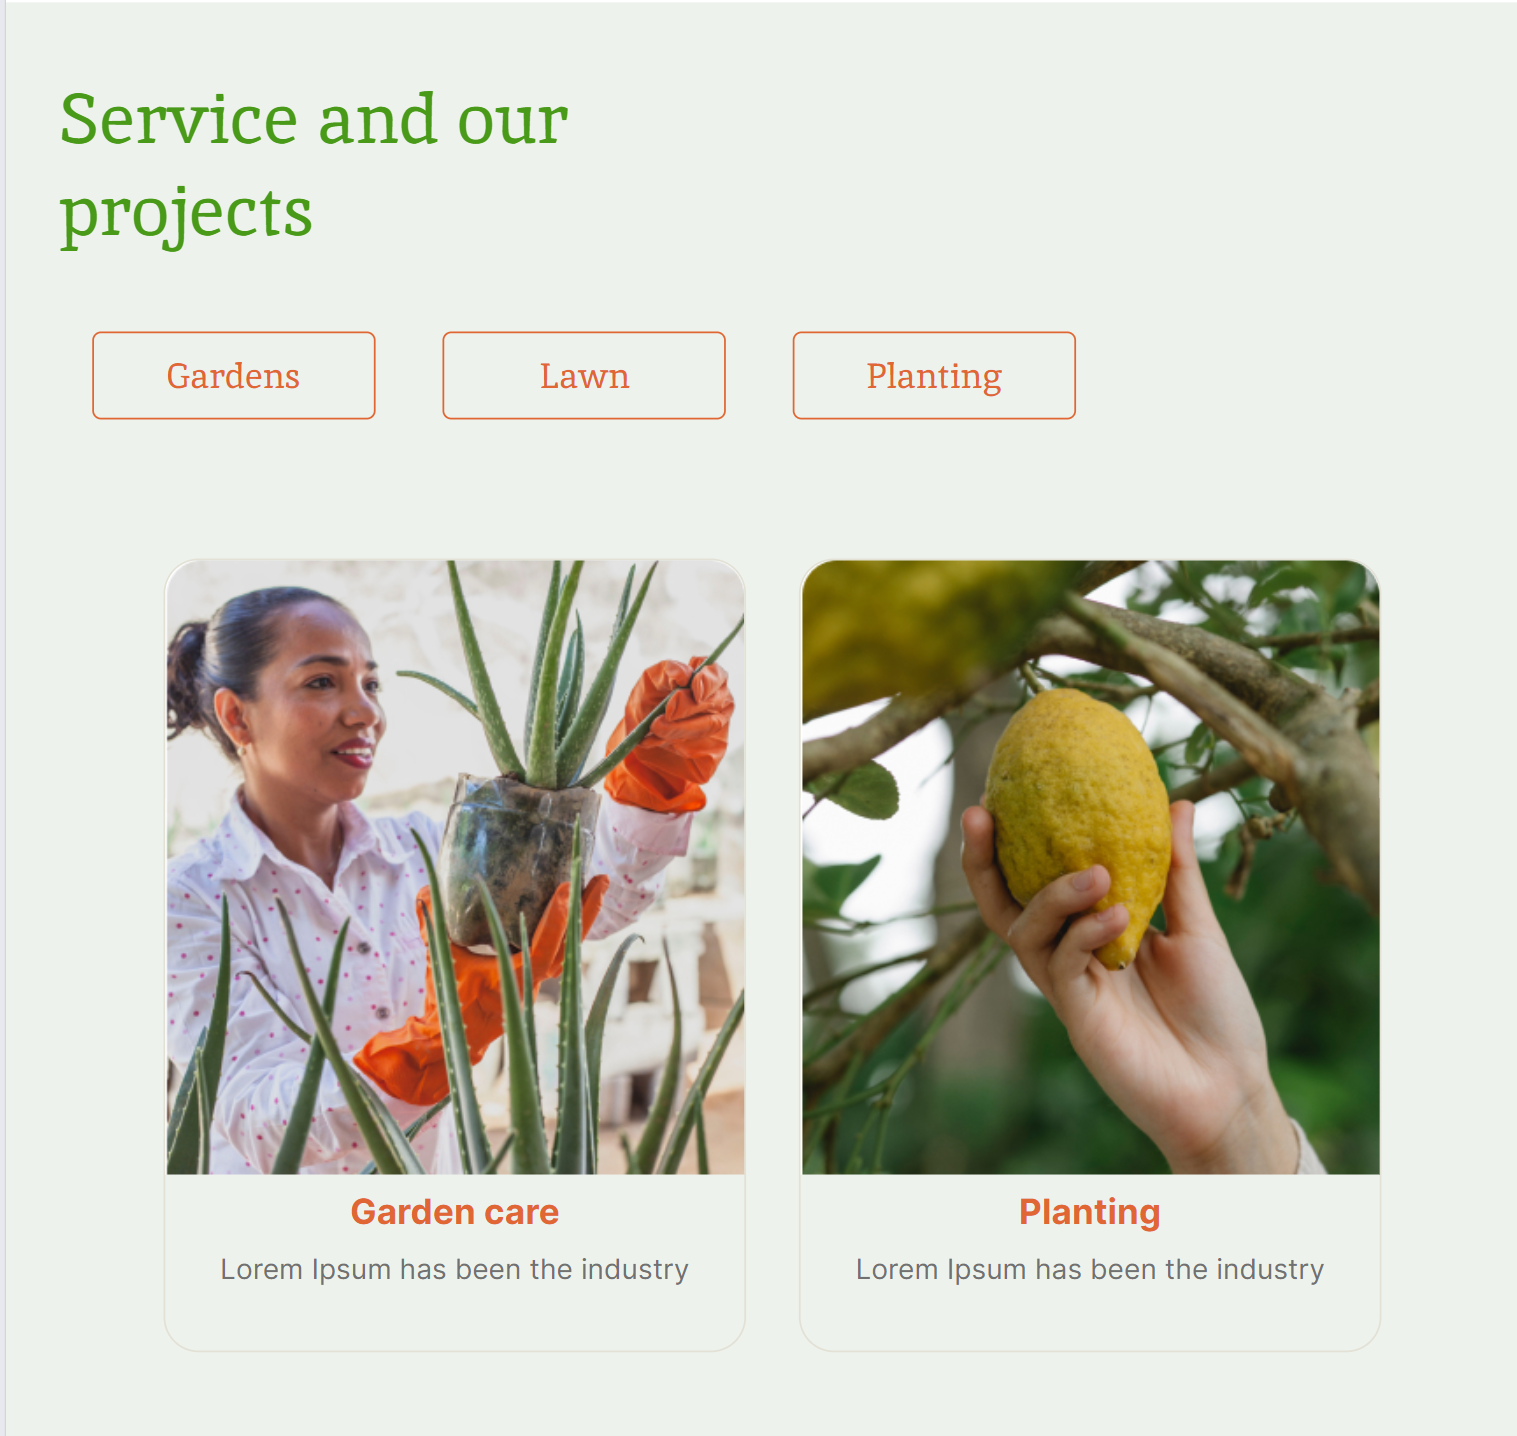 Service and our
projects
Gardens
Lawn
Planting
Garden care
Lorem Ipsum has been the industry
Planting
Lorem Ipsum has been the industry